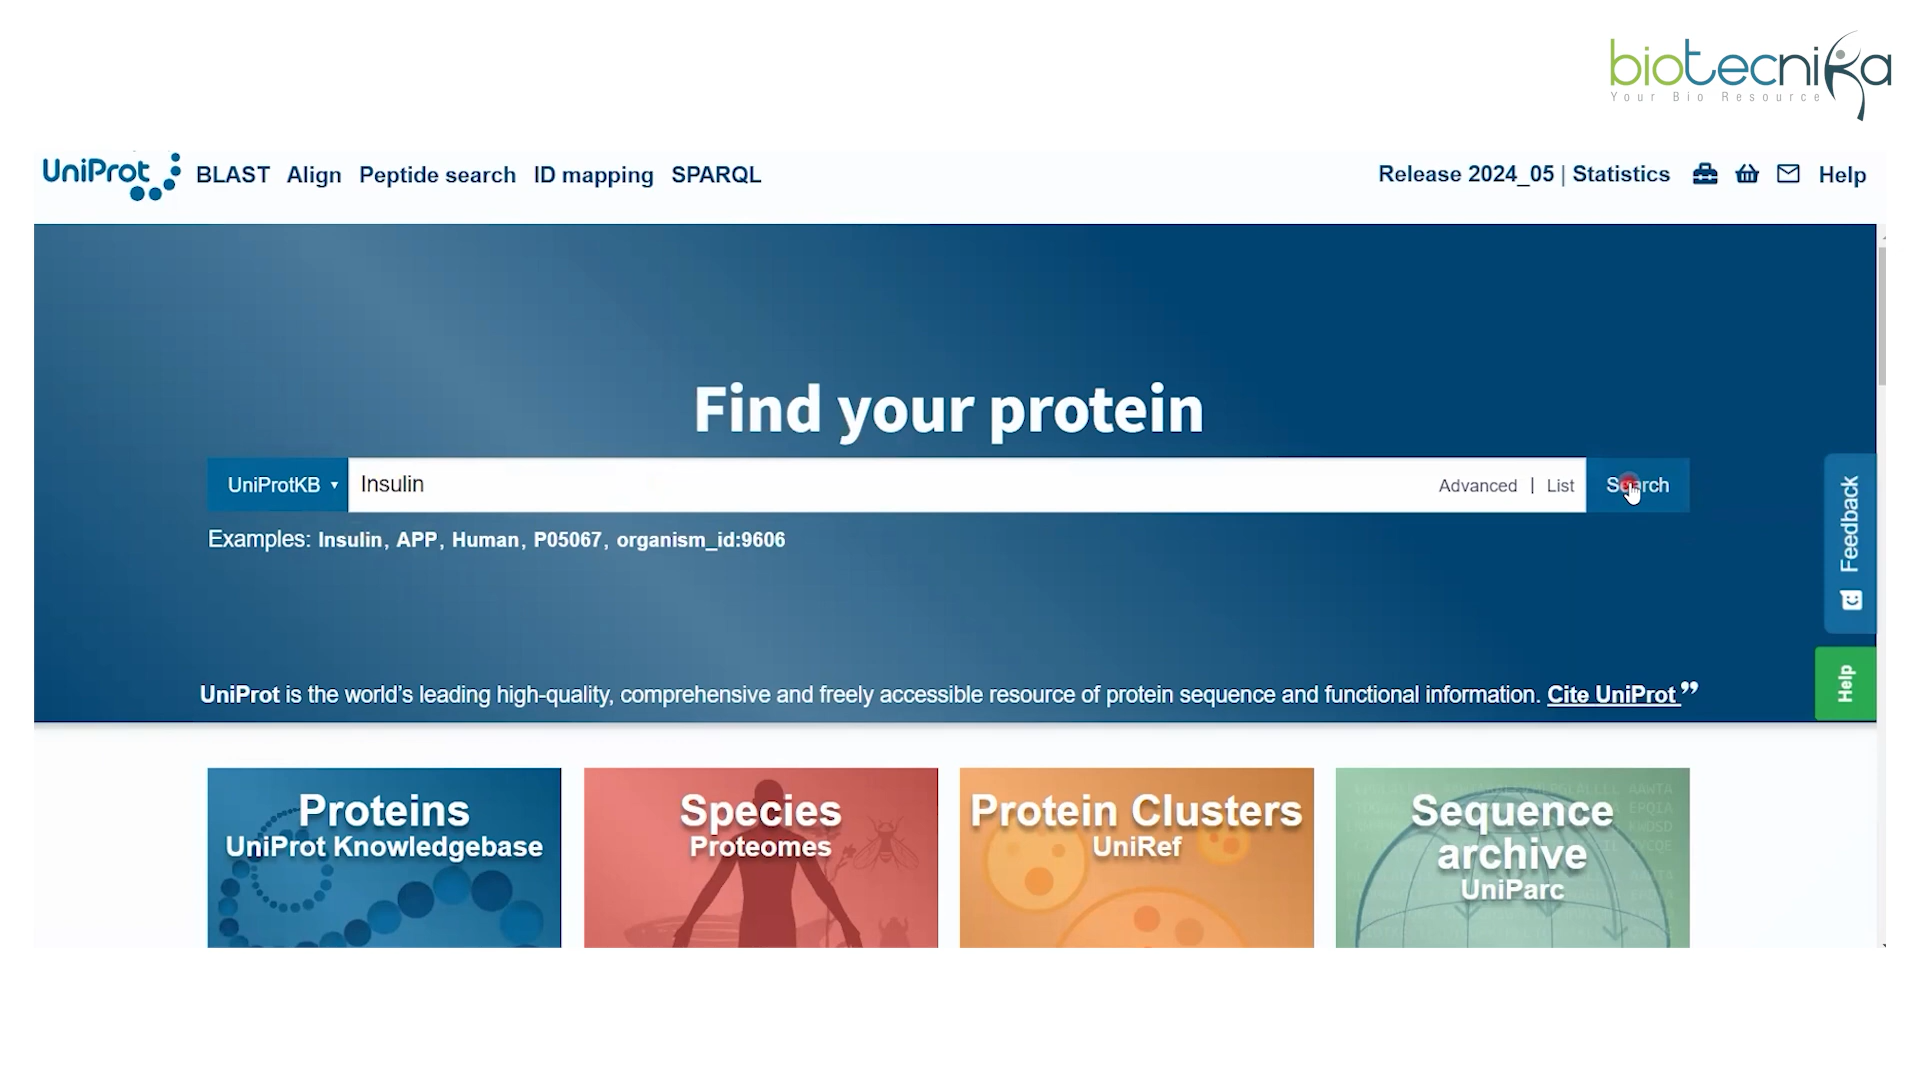 biotecnika
Your Bio Resource
UniProt BLAST Align Peptide search ID mapping SPARQL Release 2024_05 | Statistics Help
Find your protein
UniProtKB ▾ Insulin Advanced | List Search
Examples: Insulin, APP, Human, P05067, organism_id:9606
Feedback
Help
UniProt is the world's leading high-quality, comprehensive and freely accessible resource of protein sequence and functional information. Cite UniProt ”
Proteins
UniProt Knowledgebase
Species
Proteomes
Protein Clusters
UniRef
Sequence
archive
UniParc